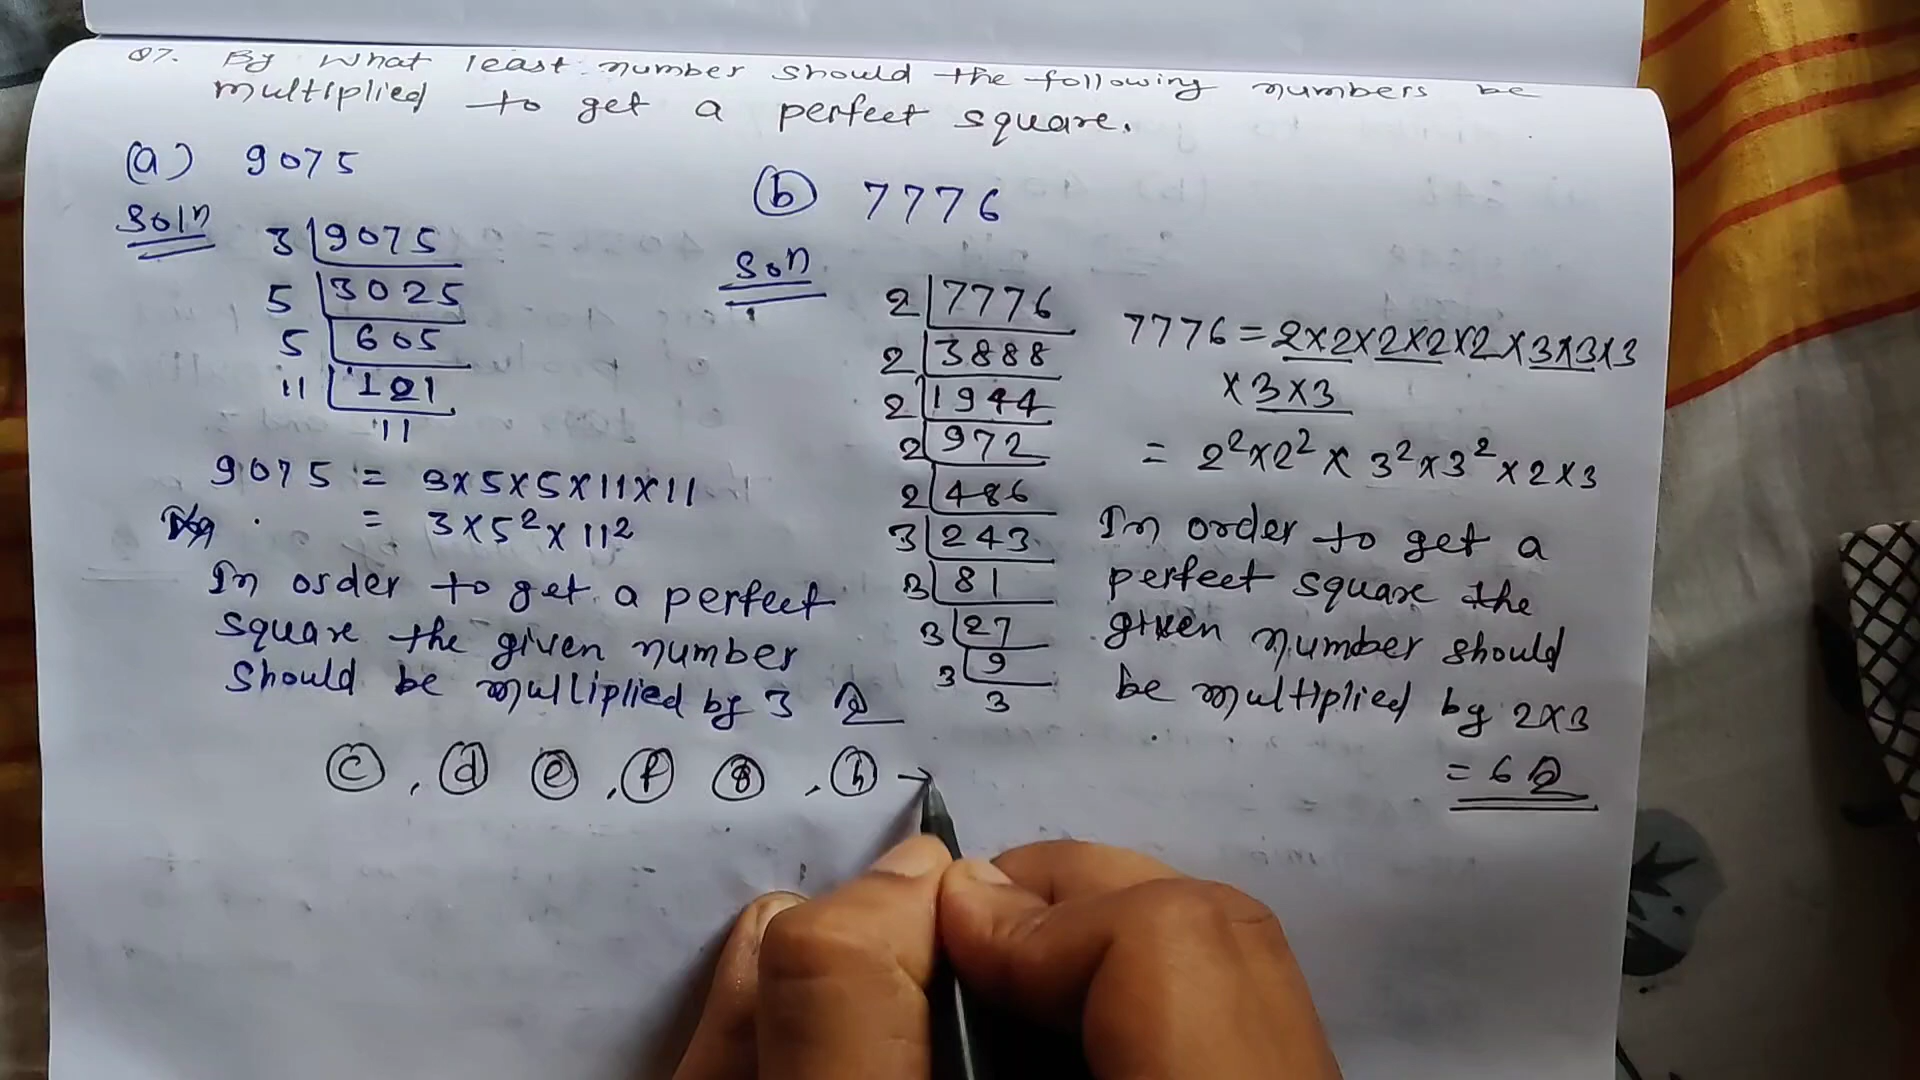 Q7. By what least number should the following numbers be
multiplied to get a perfect square.
(a) 9075
Soln
3 | 9075
5 | 3025
5 | 605
11 | 121
11
9075 = 3×5×5×11×11
= 3×5²×11²
In order to get a perfect
square the given number
should be multiplied by 3
(b) 7776
Son
2 | 7776
2 | 3888
2 | 1944
2 | 972
2 | 486
3 | 243
3 | 81
3 | 27
3 | 9
3
7776 = 2×2×2×2×2×3×3×3
×3×3
= 2²×2²×3²×3²×2×3
In order to get a
perfect square the
given number should
be multiplied by 2×3
= 6
(c), (d) (e), (f) (g), (h) →